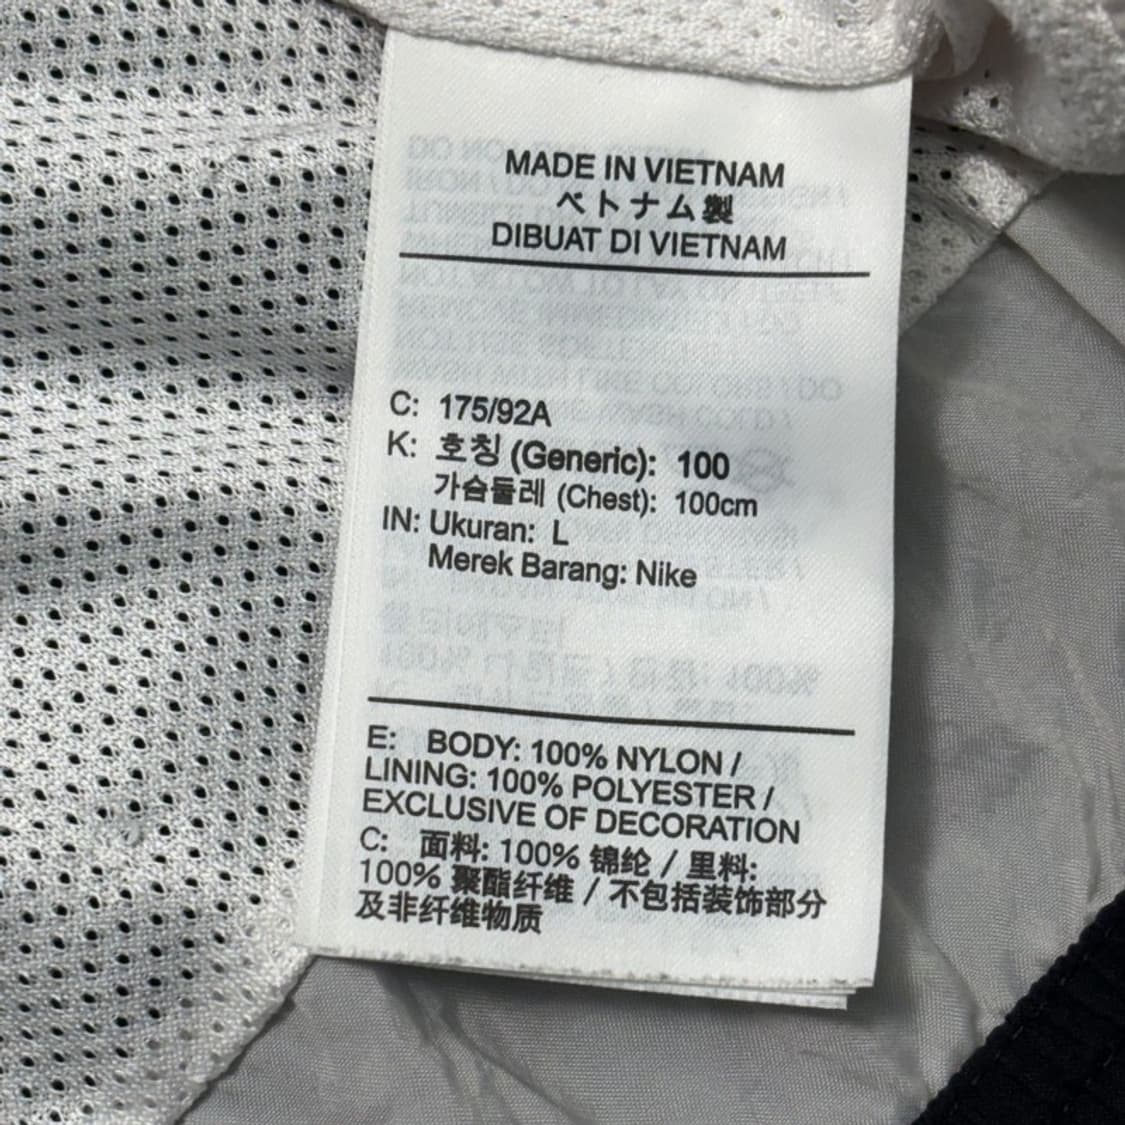 MADE IN VIETNAM
ベトナム製
DIBUAT DI VIETNAM
C: 175/92A
K: 호칭 (Generic): 100
가슴둘레 (Chest): 100cm
IN: Ukuran: L
Merek Barang: Nike
E: BODY: 100% NYLON /
LINING: 100% POLYESTER /
EXCLUSIVE OF DECORATION
C: 面料: 100% 锦纶 / 里料:
100% 聚酯纤维 / 不包括装饰部分
及非纤维物质